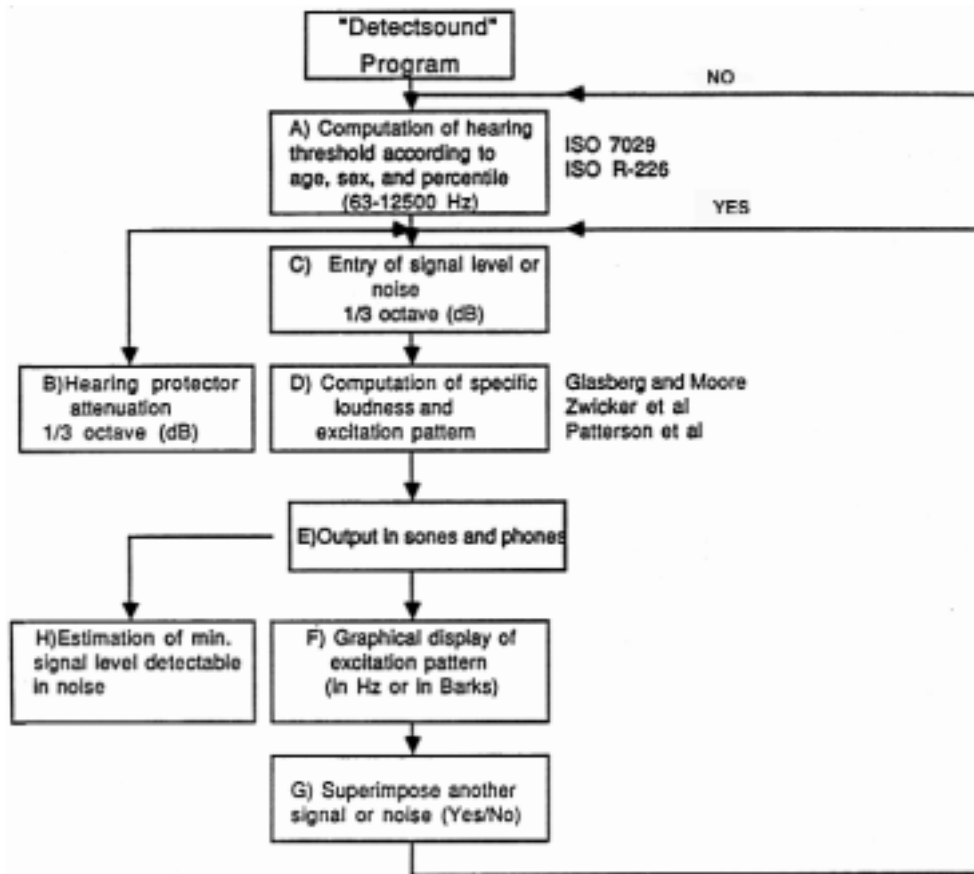 "Detectsound"
Program
NO
A) Computation of hearing
threshold according to
age, sex, and percentile
(63-12500 Hz)
ISO 7029
ISO R-226
YES
C) Entry of signal level or
noise
1/3 octave (dB)
B)Hearing protector
attenuation
1/3 octave (dB)
D) Computation of specific
loudness and
excitation pattern
Glasberg and Moore
Zwicker et al
Patterson et al
E)Output in sones and phones
H)Estimation of min.
signal level detectable
in noise
F) Graphical display of
excitation pattern
(in Hz or in Barks)
G) Superimpose another
signal or noise (Yes/No)